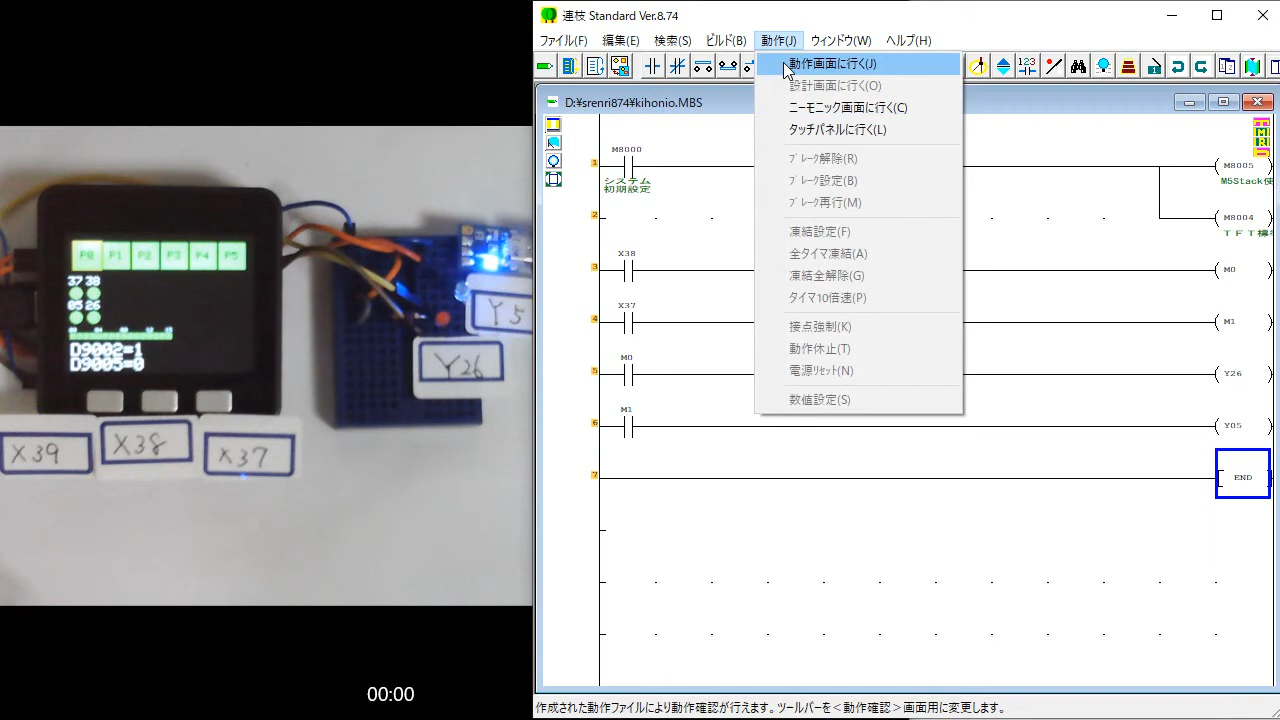 連枝 Standard Ver.8.74
ファイル(F) 編集(E) 検索(S) ビルド(B) 動作(J) ウィンドウ(W) ヘルプ(H)
動作画面に行く(J)
設計画面に行く(O)
ニーモニック画面に行く(C)
タッチパネルに行く(L)
ブレーク解除(R)
ブレーク設定(B)
ブレーク再行(M)
凍結設定(F)
全タイマ凍結(A)
凍結全解除(G)
タイマ10倍速(P)
接点強制(K)
動作休止(T)
電源リセット(N)
数値設定(S)
D:¥srenri874¥kihonio.MBS
1 M8000 M8005
システム
初期設定
M5Stack使
2 M8004
TFT標
3 X38 M0
4 X37 M1
5 M0 Y26
6 M1 Y05
7 END
作成された動作ファイルにより動作確認が行えます。ツールバーを<動作確認>画面用に変更します。
P0 P1 P2 P3 P4 P5
37 38
05 26
D9002=1
D9005=0
X39
X38
X37
Y26
Y5
00:00